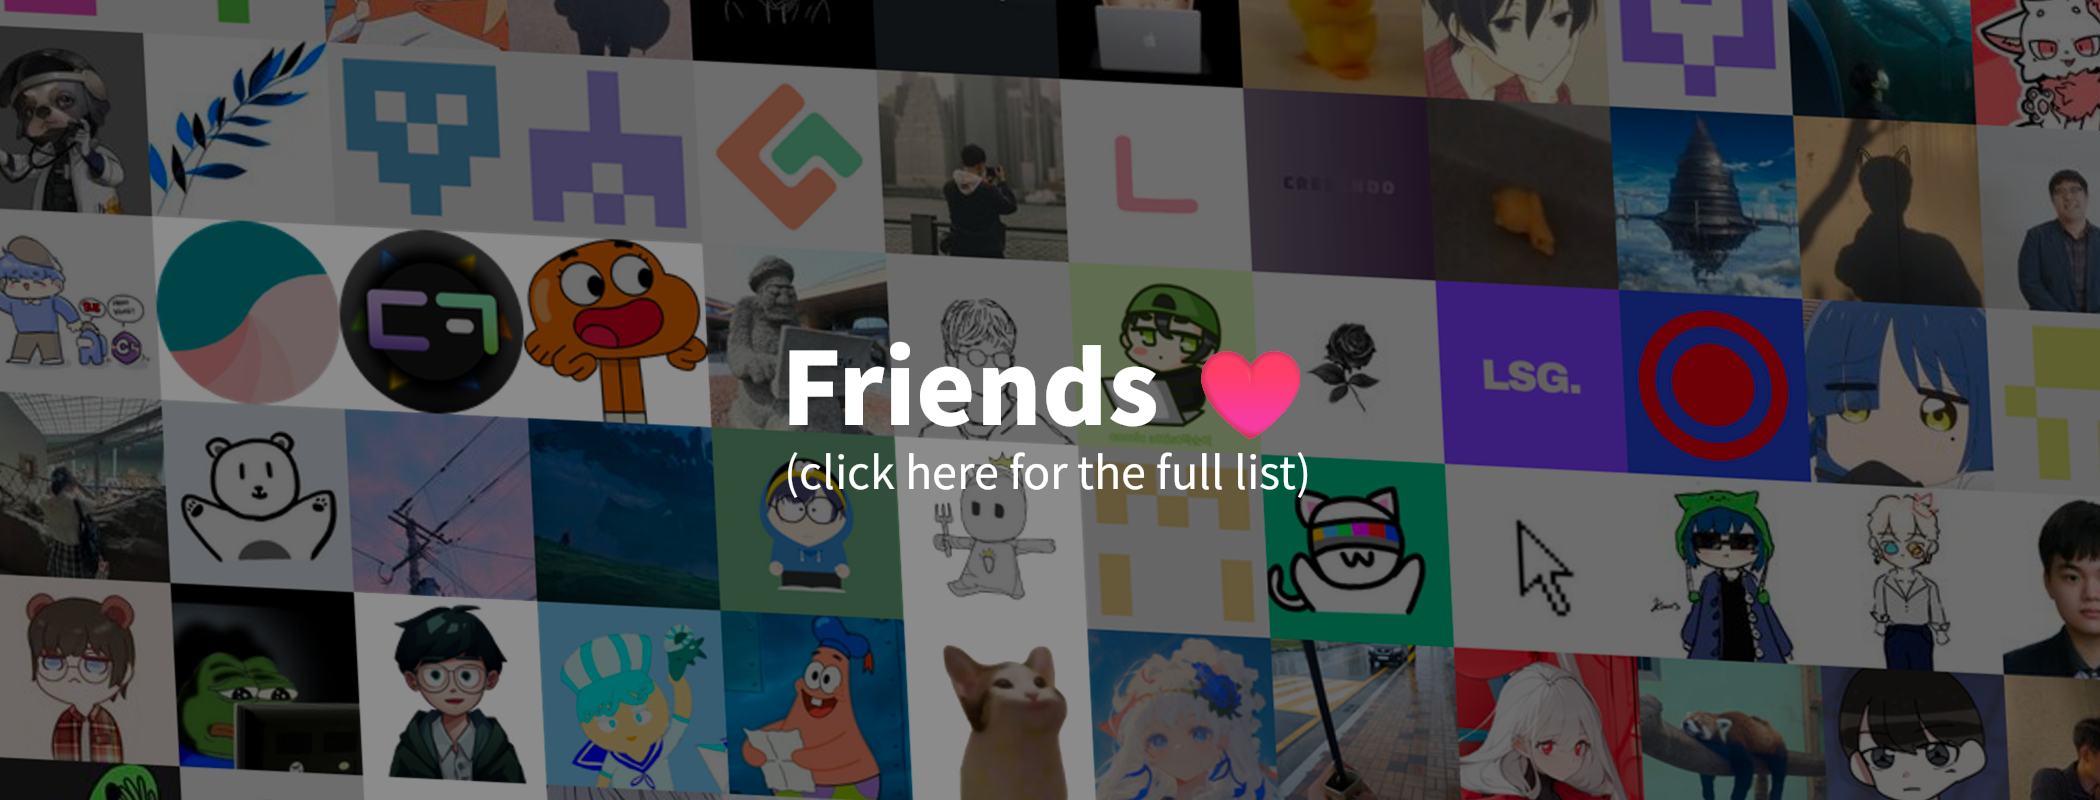 Friends ❤
(click here for the full list)
LSG.